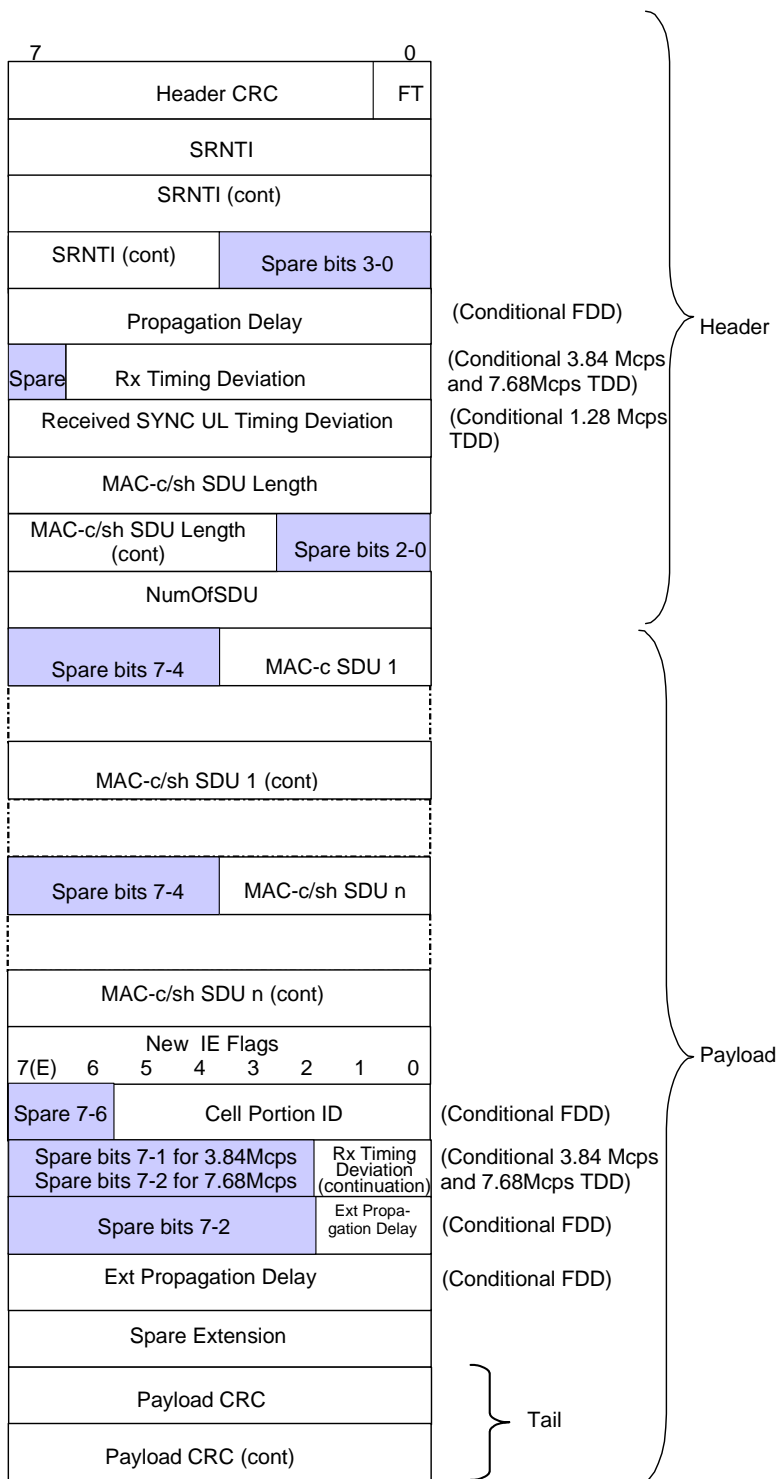 7 0
Header CRC FT
SRNTI
SRNTI (cont)
SRNTI (cont) Spare bits 3-0
Propagation Delay (Conditional FDD)
Header
Spare Rx Timing Deviation (Conditional 3.84 Mcps
and 7.68Mcps TDD)
Received SYNC UL Timing Deviation (Conditional 1.28 Mcps
TDD)
MAC-c/sh SDU Length
MAC-c/sh SDU Length
(cont) Spare bits 2-0
NumOfSDU
Spare bits 7-4 MAC-c SDU 1
MAC-c/sh SDU 1 (cont)
Spare bits 7-4 MAC-c/sh SDU n
MAC-c/sh SDU n (cont)
New IE Flags
7(E) 6 5 4 3 2 1 0
Payload
Spare 7-6 Cell Portion ID (Conditional FDD)
Spare bits 7-1 for 3.84Mcps
Spare bits 7-2 for 7.68Mcps
Rx Timing
Deviation
(continuation)
(Conditional 3.84 Mcps
and 7.68Mcps TDD)
Spare bits 7-2
Ext Propa-
gation Delay
(Conditional FDD)
Ext Propagation Delay (Conditional FDD)
Spare Extension
Payload CRC
Tail
Payload CRC (cont)